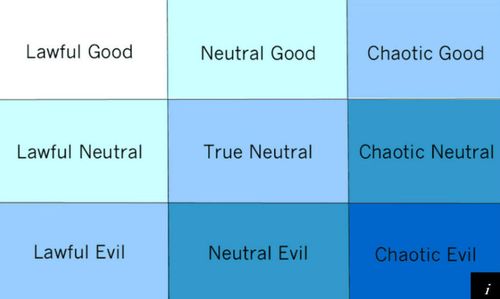 Lawful Good
Neutral Good
Chaotic Good
Lawful Neutral
True Neutral
Chaotic Neutral
Lawful Evil
Neutral Evil
Chaotic Evil
i